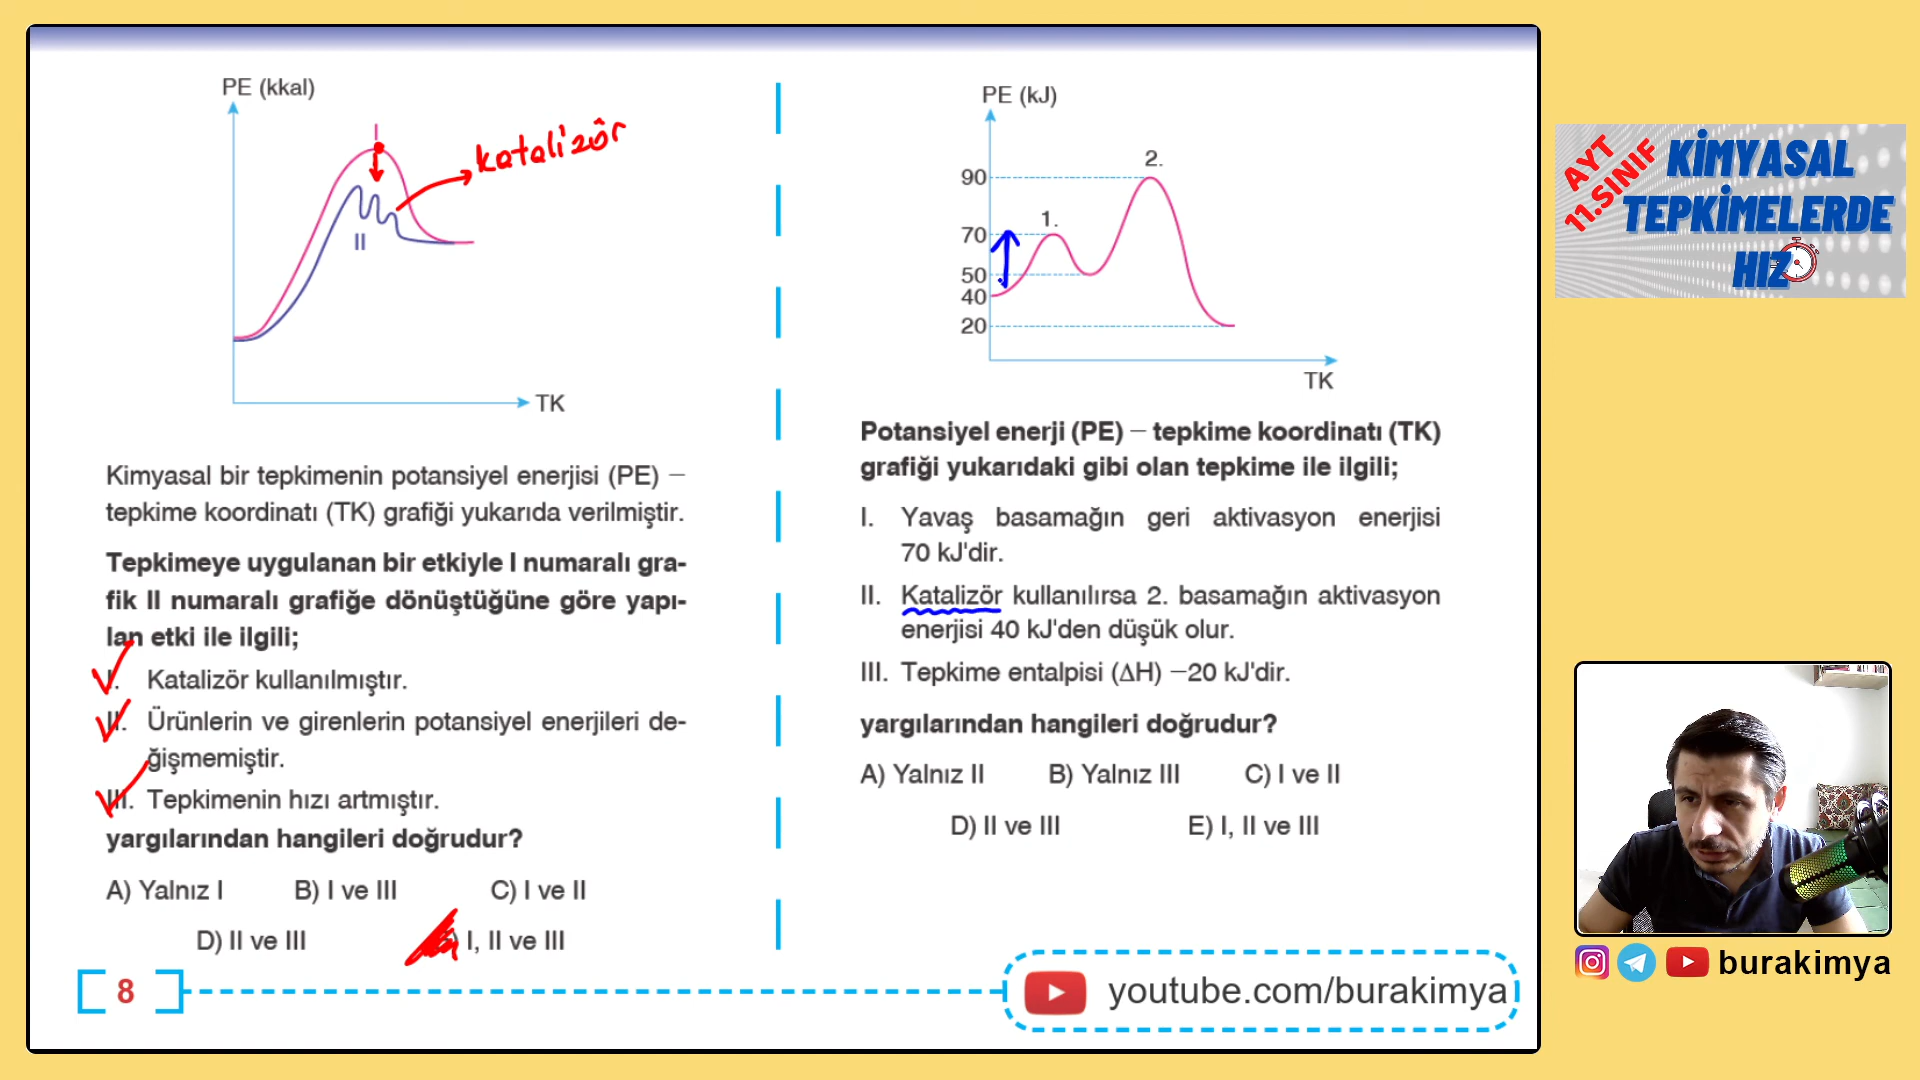 PE (kkal)
I
katalizör
II
TK
Kimyasal bir tepkimenin potansiyel enerjisi (PE) –
tepkime koordinatı (TK) grafiği yukarıda verilmiştir.
Tepkimeye uygulanan bir etkiyle I numaralı gra-
fik II numaralı grafiğe dönüştüğüne göre yapı-
lan etki ile ilgili;
I. Katalizör kullanılmıştır.
II. Ürünlerin ve girenlerin potansiyel enerjileri de-
ğişmemiştir.
III. Tepkimenin hızı artmıştır.
yargılarından hangileri doğrudur?
A) Yalnız I B) I ve III C) I ve II
D) II ve III I, II ve III
8
PE (kJ)
2.
90
1.
70
50
40
20
TK
Potansiyel enerji (PE) – tepkime koordinatı (TK)
grafiği yukarıdaki gibi olan tepkime ile ilgili;
I. Yavaş basamağın geri aktivasyon enerjisi
70 kJ'dir.
II. Katalizör kullanılırsa 2. basamağın aktivasyon
enerjisi 40 kJ'den düşük olur.
III. Tepkime entalpisi (ΔH) –20 kJ'dir.
yargılarından hangileri doğrudur?
A) Yalnız II B) Yalnız III C) I ve II
D) II ve III E) I, II ve III
youtube.com/burakimya
AYT
11.SINIF
KİMYASAL
TEPKİMELERDE
HIZ
burakimya